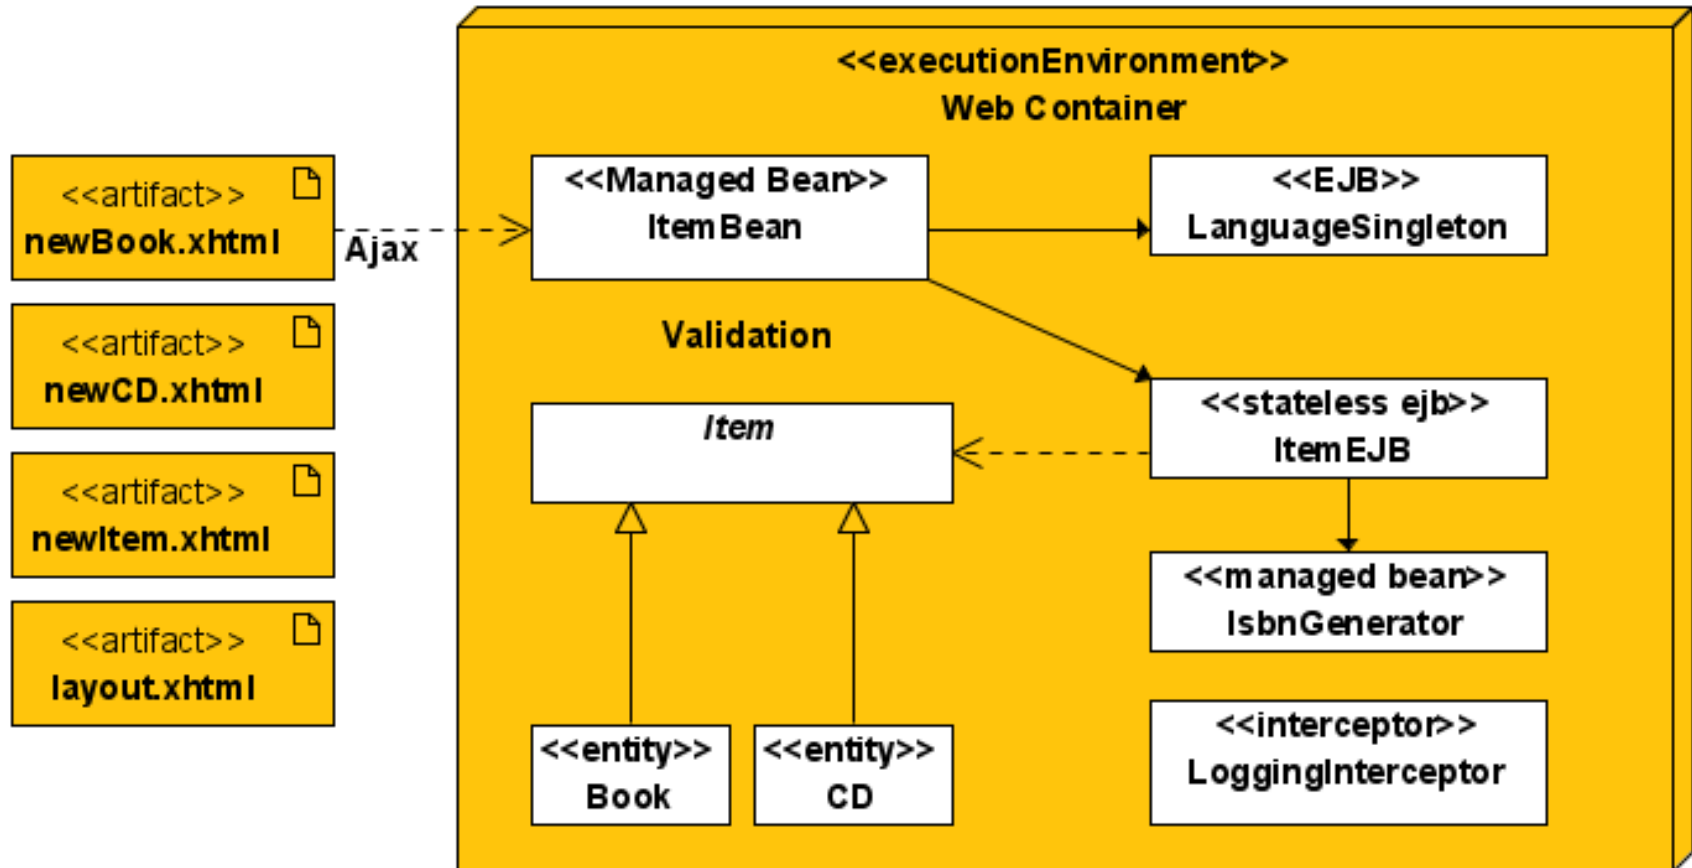 <<executionEnvironment>>
Web Container
<<artifact>>
newBook.xhtml
Ajax
<<Managed Bean>>
ItemBean
<<EJB>>
LanguageSingleton
<<artifact>>
newCD.xhtml
Validation
<<stateless ejb>>
ItemEJB
Item
<<artifact>>
newItem.xhtml
<<managed bean>>
IsbnGenerator
<<artifact>>
layout.xhtml
<<entity>>
Book
<<entity>>
CD
<<interceptor>>
LoggingInterceptor